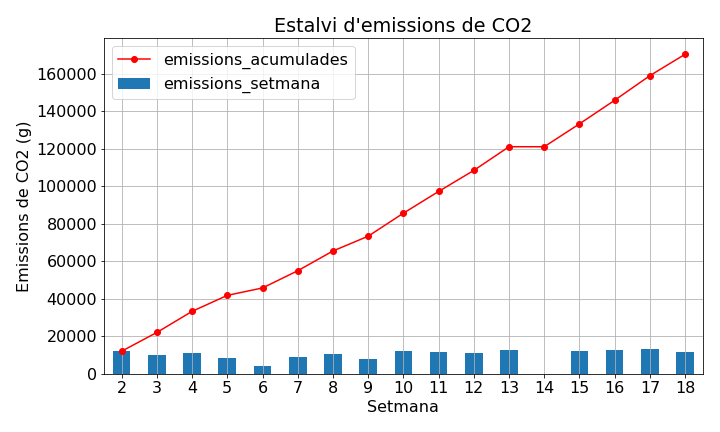 Estalvi d'emissions de CO2
emissions_acumulades
emissions_setmana
Emissions de CO2 (g)
160000
140000
120000
100000
80000
60000
40000
20000
0
2 3 4 5 6 7 8 9 10 11 12 13 14 15 16 17 18
Setmana